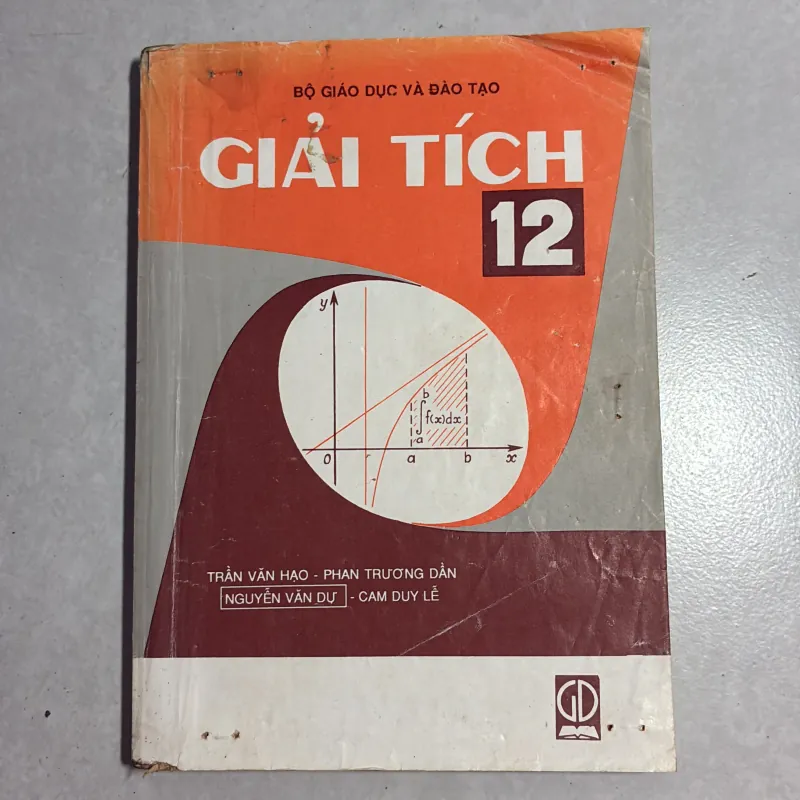 BỘ GIÁO DỤC VÀ ĐÀO TẠO
GIẢI TÍCH
12
y
b
∫ f(x)dx
a
O a b x
TRẦN VĂN HẠO - PHAN TRƯƠNG DẦN
NGUYỄN VĂN DỰ - CAM DUY LỄ
GD